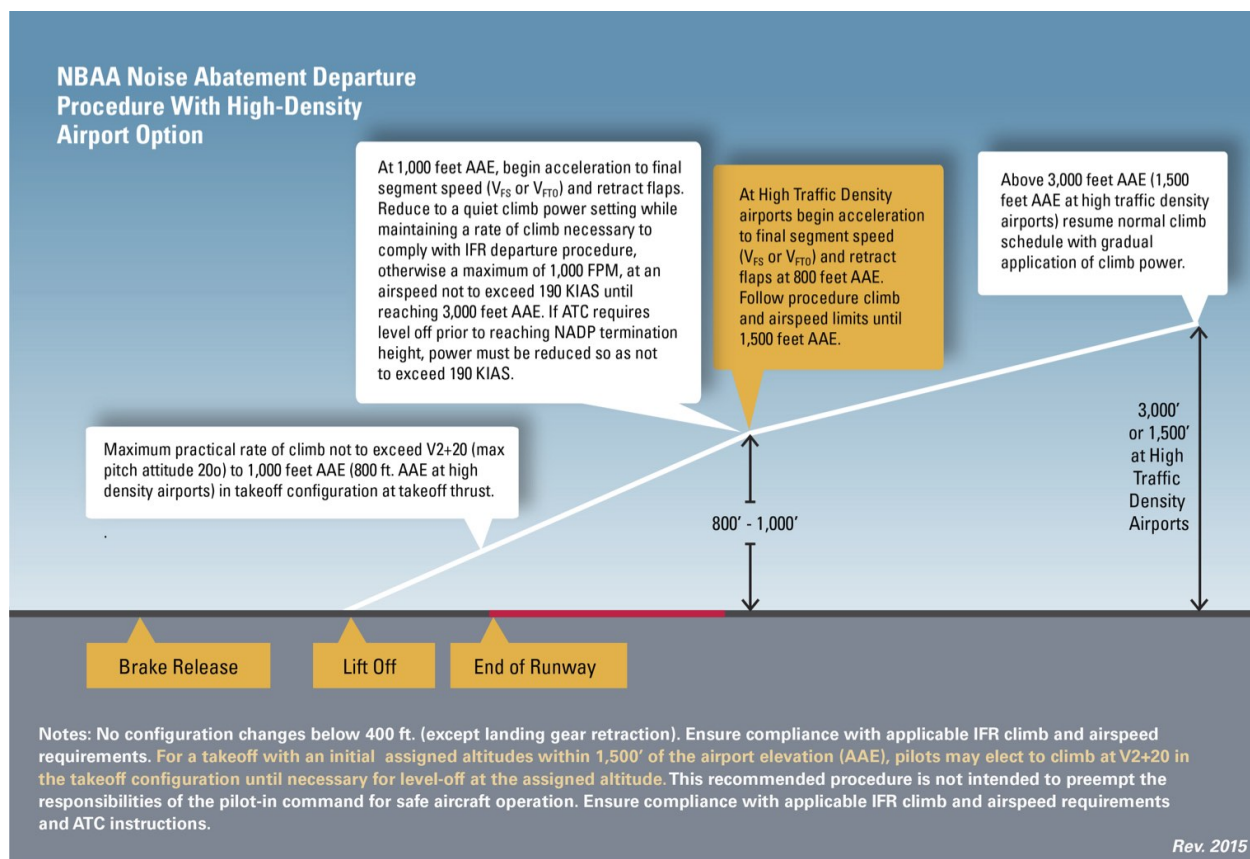 NBAA Noise Abatement Departure
Procedure With High-Density
Airport Option
At 1,000 feet AAE, begin acceleration to final
segment speed (VFS or VFTO) and retract flaps.
Reduce to a quiet climb power setting while
maintaining a rate of climb necessary to
comply with IFR departure procedure,
otherwise a maximum of 1,000 FPM, at an
airspeed not to exceed 190 KIAS until
reaching 3,000 feet AAE. If ATC requires
level off prior to reaching NADP termination
height, power must be reduced so as not
to exceed 190 KIAS.
At High Traffic Density
airports begin acceleration
to final segment speed
(VFS or VFTO) and retract
flaps at 800 feet AAE.
Follow procedure climb
and airspeed limits until
1,500 feet AAE.
Above 3,000 feet AAE (1,500
feet AAE at high traffic density
airports) resume normal climb
schedule with gradual
application of climb power.
Maximum practical rate of climb not to exceed V2+20 (max
pitch attitude 20o) to 1,000 feet AAE (800 ft. AAE at high
density airports) in takeoff configuration at takeoff thrust.
.
800’ - 1,000’
3,000’
or 1,500’
at High
Traffic
Density
Airports
Brake Release
Lift Off
End of Runway
Notes: No configuration changes below 400 ft. (except landing gear retraction). Ensure compliance with applicable IFR climb and airspeed
requirements. For a takeoff with an initial assigned altitudes within 1,500’ of the airport elevation (AAE), pilots may elect to climb at V2+20 in
the takeoff configuration until necessary for level-off at the assigned altitude. This recommended procedure is not intended to preempt the
responsibilities of the pilot-in command for safe aircraft operation. Ensure compliance with applicable IFR climb and airspeed requirements
and ATC instructions.
Rev. 2015